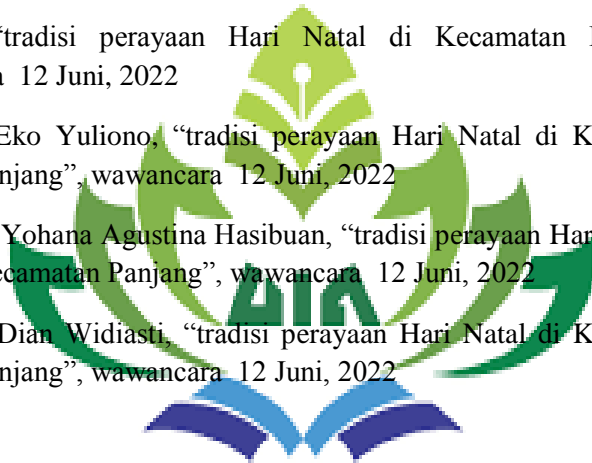 “tradisi perayaan Hari Natal di Kecamatan
12 Juni, 2022
Eko Yuliono, “tradisi perayaan Hari Natal di K
njang”, wawancara 12 Juni, 2022
Yohana Agustina Hasibuan, “tradisi perayaan Har
ecamatan Panjang”, wawancara 12 Juni, 2022
Dian Widiasti, “tradisi perayaan Hari Natal di K
njang”, wawancara 12 Juni, 2022